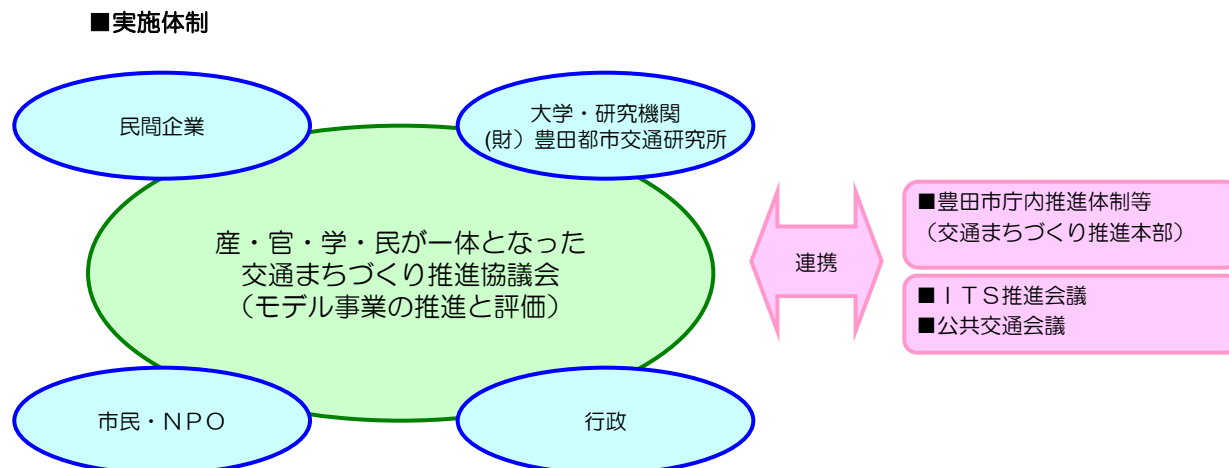 ■実施体制
民間企業
大学・研究機関
(財）豊田都市交通研究所
産・官・学・民が一体となった
交通まちづくり推進協議会
（モデル事業の推進と評価）
連携
■豊田市庁内推進体制等
（交通まちづくり推進本部）
■ＩＴＳ推進会議
■公共交通会議
市民・ＮＰＯ
行政